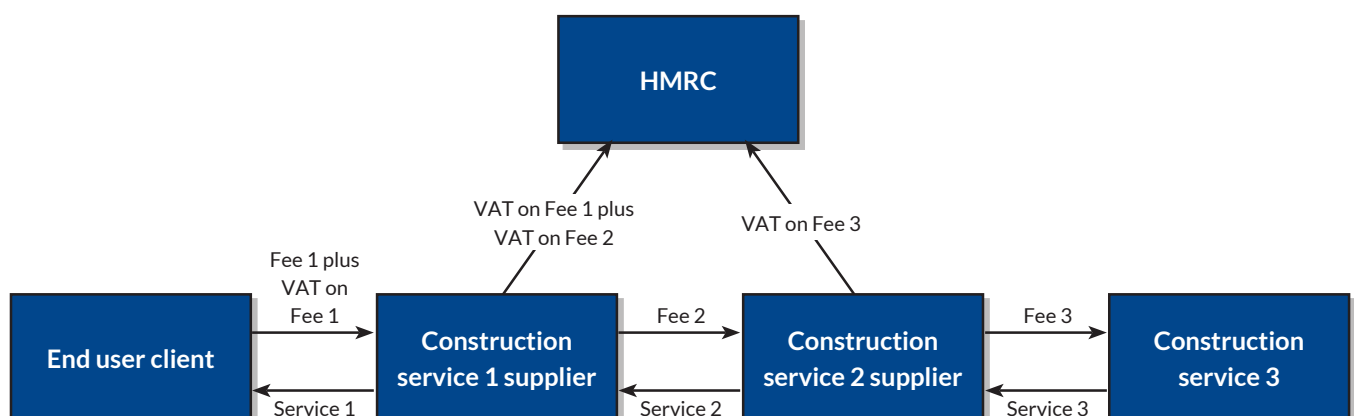 HMRC
VAT on Fee 1 plus
VAT on Fee 2
VAT on Fee 3
Fee 1 plus
VAT on
Fee 1
Fee 2
Fee 3
End user client
Construction
service 1 supplier
Construction
service 2 supplier
Construction
service 3
Service 1
Service 2
Service 3